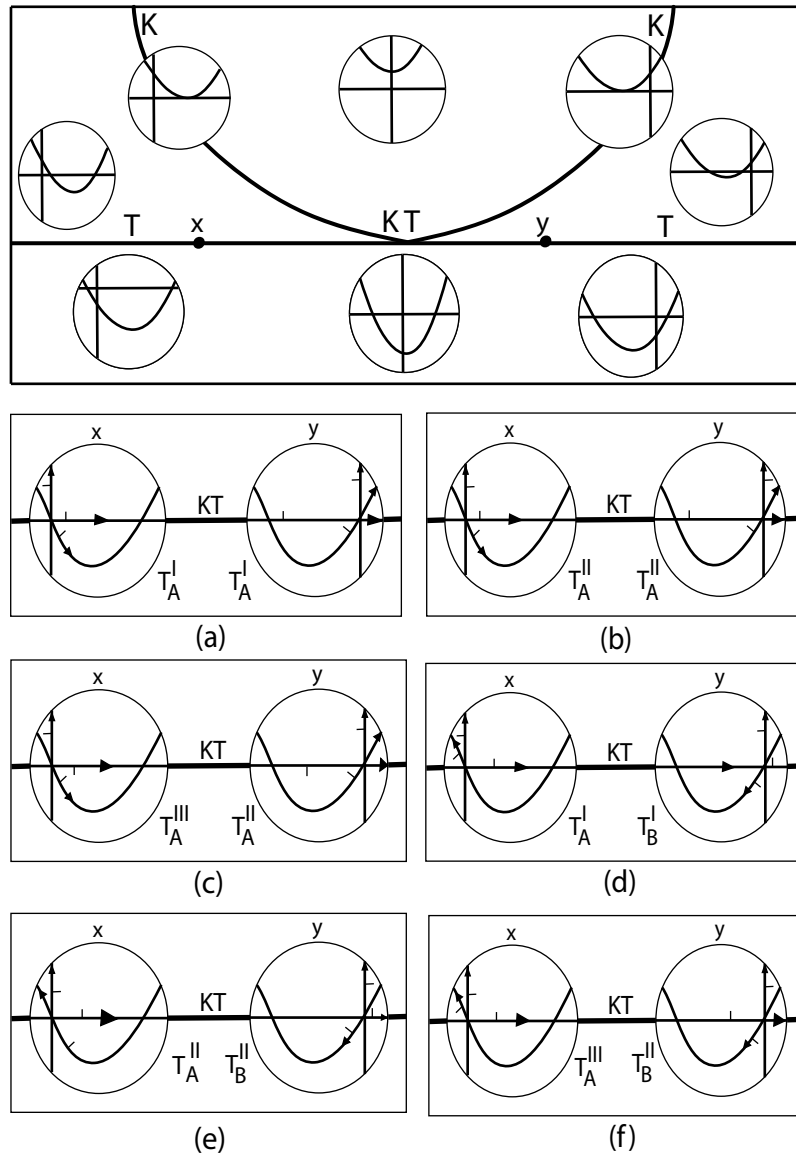 K K
T x K T y T
x y
KT
T_A^I T_A^I
(a)
x y
KT
T_A^II T_A^II
(b)
x y
KT
T_A^III T_A^II
(c)
x y
KT
T_A^I T_B^I
(d)
x y
KT
T_A^II T_B^II
(e)
x y
KT
T_A^III T_B^II
(f)